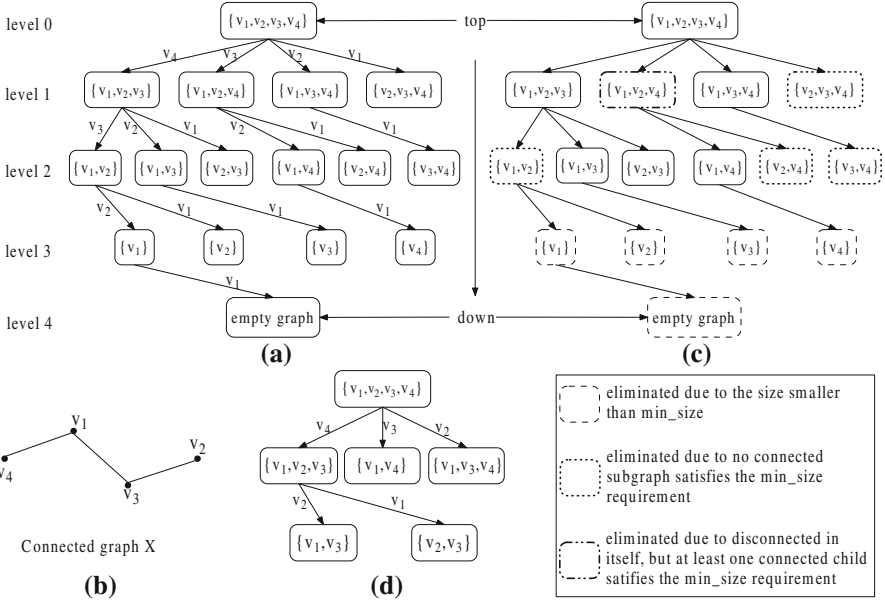 level 0
{v1,v2,v3,v4}
top
{v1,v2,v3,v4}
v4
v3
v2
v1
level 1
{v1,v2,v3}
{v1,v2,v4}
{v1,v3,v4}
{v2,v3,v4}
{v1,v2,v3}
{v1,v2,v4}
{v1,v3,v4}
{v2,v3,v4}
v3
v2
v1
v2
v1
v1
level 2
{v1,v2}
{v1,v3}
{v2,v3}
{v1,v4}
{v2,v4}
{v3,v4}
{v1,v2}
{v1,v3}
{v2,v3}
{v1,v4}
{v2,v4}
{v3,v4}
v2
v1
v1
v1
level 3
{v1}
{v2}
{v3}
{v4}
{v1}
{v2}
{v3}
{v4}
v1
level 4
empty graph
down
empty graph
(a)
(c)
v1
v2
v4
v3
Connected graph X
(b)
{v1,v2,v3,v4}
v4
v3
v2
{v1,v2,v3}
{v1,v4}
{v1,v3,v4}
v2
v1
{v1,v3}
{v2,v3}
(d)
eliminated due to the size smaller
than min_size
eliminated due to no connected
subgraph satisfies the min_size
requirement
eliminated due to disconnected in
itself, but at least one connected child
satifies the min_size requirement